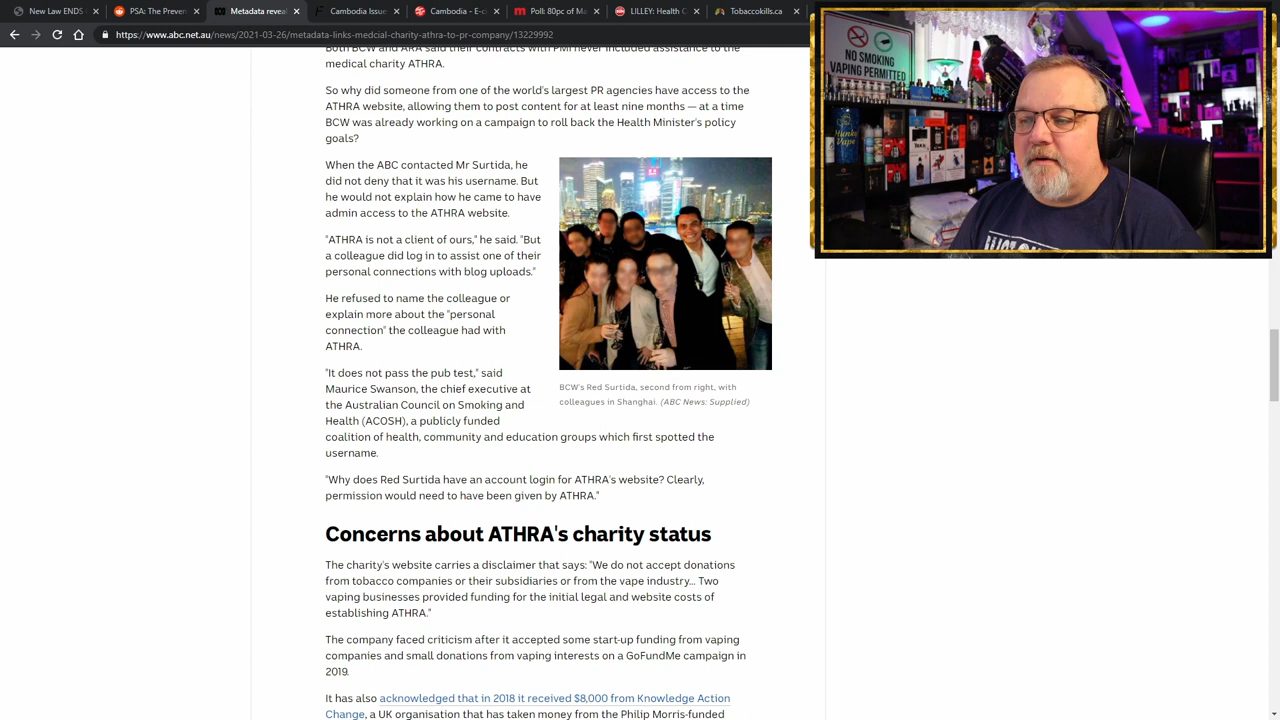 New Law ENDS
PSA: The Preven
Metadata reveal
Cambodia Issue
Cambodia - E-c
Poll: 80pc of Ma
LILLEY: Health C
Tobaccokills.ca
https://www.abc.net.au/news/2021-03-26/metadata-links-medical-charity-athra-to-pr-company/13229992
Both BCW and ARA said their contracts with PMI never included assistance to the
medical charity ATHRA.
So why did someone from one of the world's largest PR agencies have access to the
ATHRA website, allowing them to post content for at least nine months — at a time
BCW was already working on a campaign to roll back the Health Minister's policy
goals?
When the ABC contacted Mr Surtida, he
did not deny that it was his username. But
he would not explain how he came to have
admin access to the ATHRA website.
"ATHRA is not a client of ours," he said. "But
a colleague did log in to assist one of their
personal connections with blog uploads."
He refused to name the colleague or
explain more about the "personal
connection" the colleague had with
ATHRA.
"It does not pass the pub test," said
Maurice Swanson, the chief executive at
the Australian Council on Smoking and
Health (ACOSH), a publicly funded
coalition of health, community and education groups which first spotted the
username.
BCW's Red Surtida, second from right, with
colleagues in Shanghai. (ABC News: Supplied)
"Why does Red Surtida have an account login for ATHRA's website? Clearly,
permission would need to have been given by ATHRA."
Concerns about ATHRA's charity status
The charity's website carries a disclaimer that says: "We do not accept donations
from tobacco companies or their subsidiaries or from the vape industry... Two
vaping businesses provided funding for the initial legal and website costs of
establishing ATHRA."
The company faced criticism after it accepted some start-up funding from vaping
companies and small donations from vaping interests on a GoFundMe campaign in
2019.
It has also acknowledged that in 2018 it received $8,000 from Knowledge Action
Change, a UK organisation that has taken money from the Philip Morris-funded
NO SMOKING
VAPING PERMITTED
VAPE
Vape